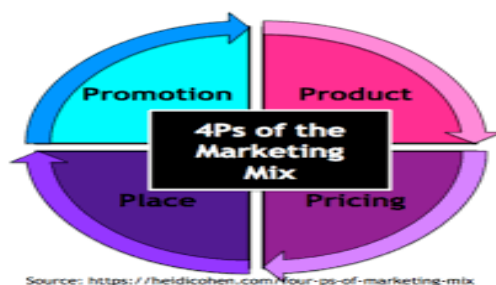 Promotion
Product
4Ps of the
Marketing
Mix
Place
Pricing
Source: https://heidicohen.com/four-ps-of-marketing-mix